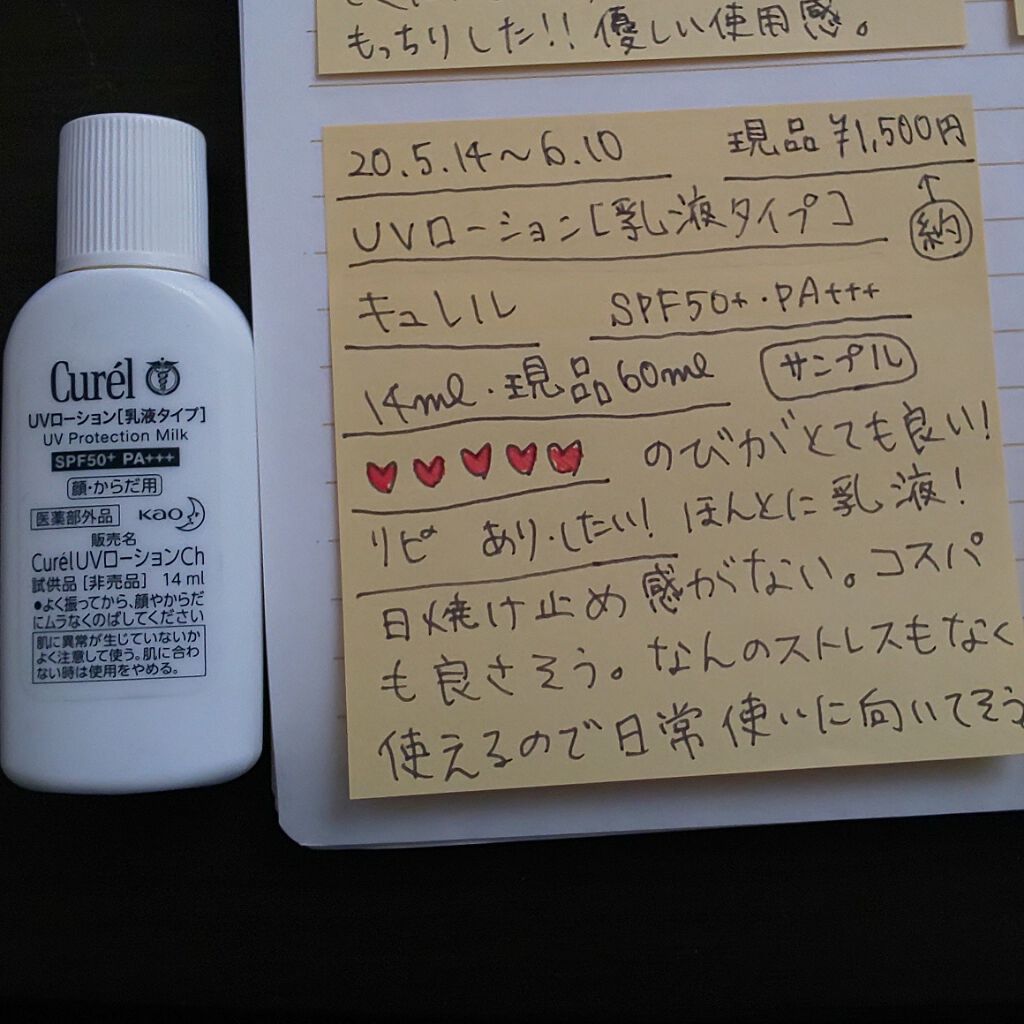 もっちりした!! 優しい使用感。
20.5.14〜6.10 現品 ¥1,500円
↑
約
UVローション[乳液タイプ]
キュレル SPF50+・PA+++
14ml・現品60ml サンプル
♥♥♥♥♥ のびがとても良い!
リピ あり・したい! ほんとに乳液!
日焼け止め感がない。コスパ
も良さそう。なんのストレスもなく
使えるので日常使いに向いてそう
Curél
UVローション[乳液タイプ]
UV Protection Milk
SPF50+ PA+++
顔・からだ用
医薬部外品 Kao
販売名
CurélUVローションCh
試供品[非売品] 14 ml
●よく振ってから、顔やからだ
にムラなくのばしてください
肌に異常が生じていないか
よく注意して使う。肌に合わ
ない時は使用をやめる。